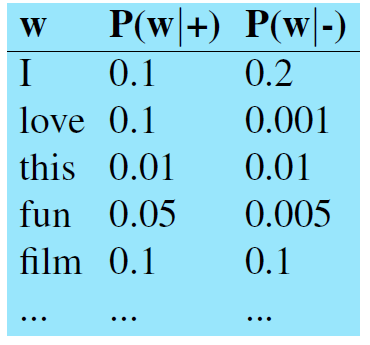 w P(w|+) P(w|-)
I 0.1 0.2
love 0.1 0.001
this 0.01 0.01
fun 0.05 0.005
film 0.1 0.1
... ... ...